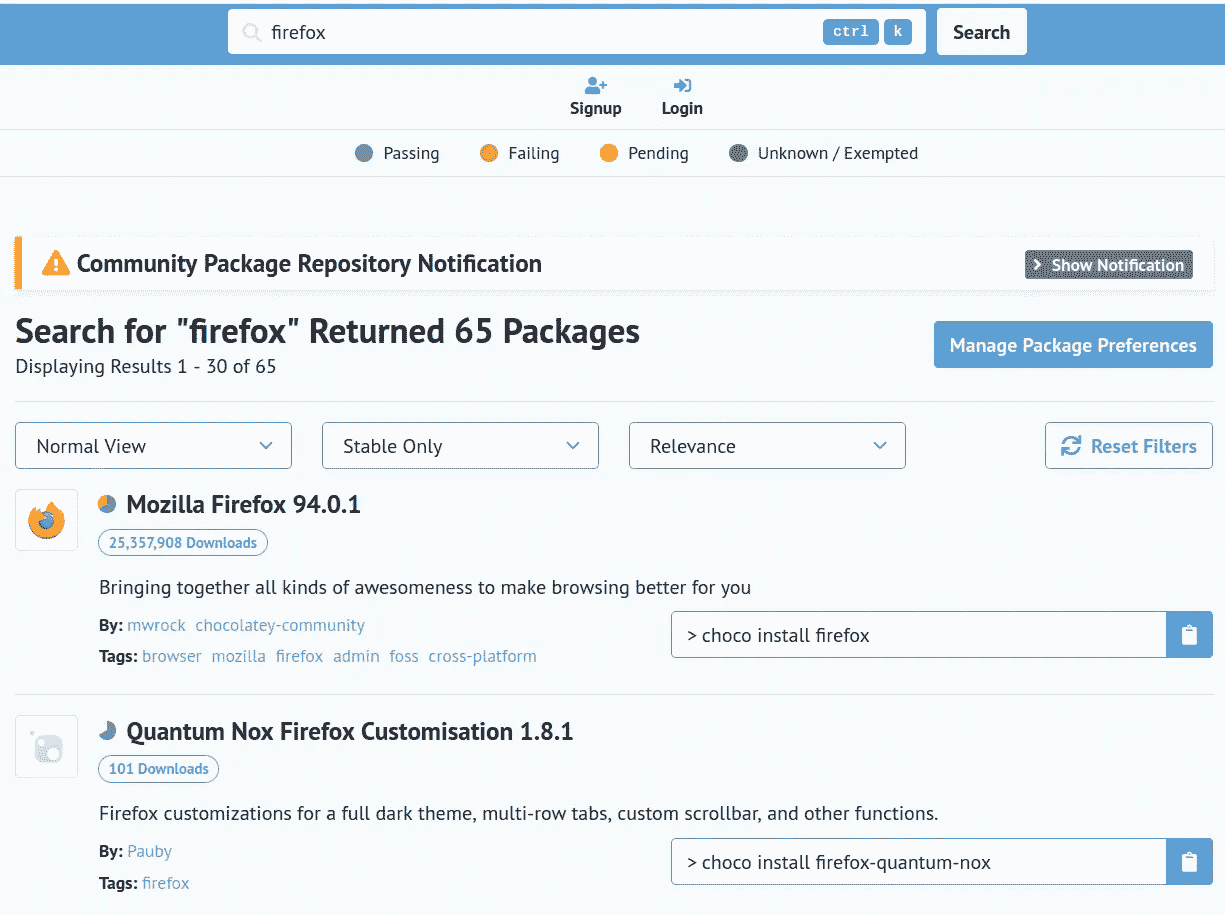 firefox ctrl k Search
Signup Login
Passing Failing Pending Unknown / Exempted
Community Package Repository Notification Show Notification
Search for "firefox" Returned 65 Packages
Manage Package Preferences
Displaying Results 1 - 30 of 65
Normal View Stable Only Relevance Reset Filters
Mozilla Firefox 94.0.1
25,357,908 Downloads
Bringing together all kinds of awesomeness to make browsing better for you
By: mwrock chocolatey-community
> choco install firefox
Tags: browser mozilla firefox admin foss cross-platform
Quantum Nox Firefox Customisation 1.8.1
101 Downloads
Firefox customizations for a full dark theme, multi-row tabs, custom scrollbar, and other functions.
By: Pauby
> choco install firefox-quantum-nox
Tags: firefox